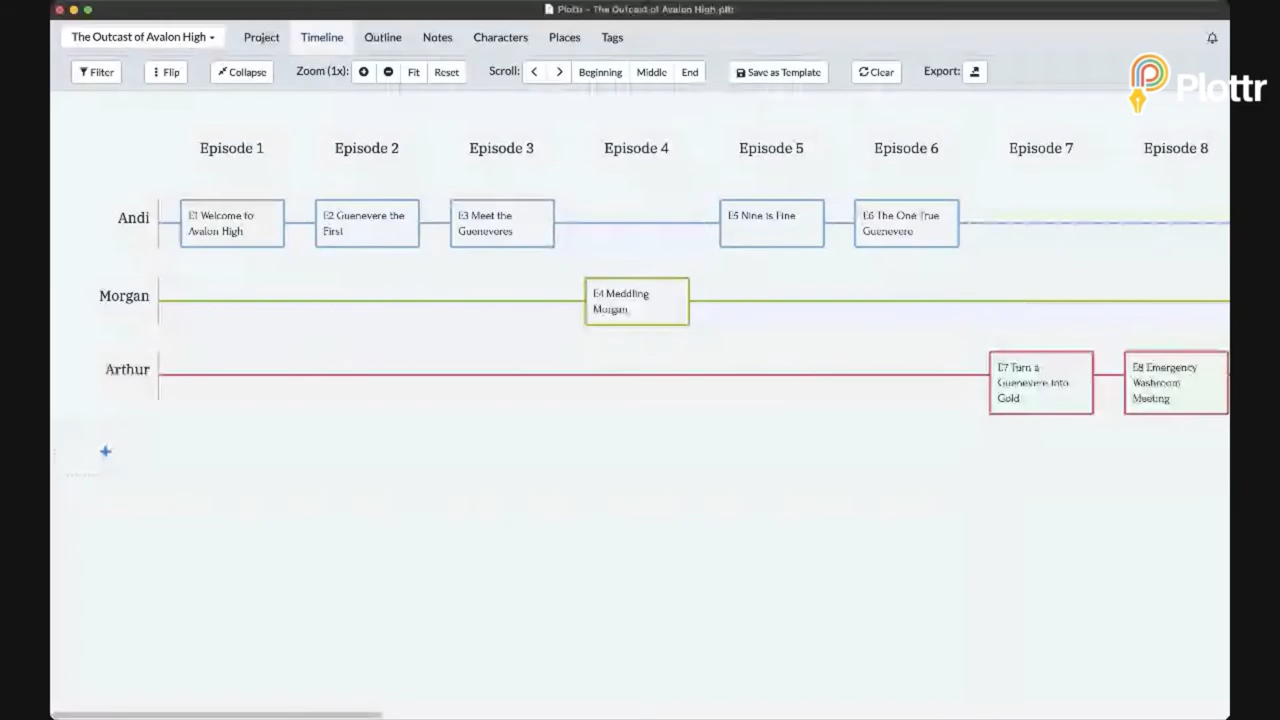 Plottr - The Outcast of Avalon High.pltr
The Outcast of Avalon High
Project
Timeline
Outline
Notes
Characters
Places
Tags
Filter
Flip
Collapse
Zoom (1x):
Fit
Reset
Scroll:
Beginning
Middle
End
Save as Template
Clear
Export:
Plottr
Episode 1
Episode 2
Episode 3
Episode 4
Episode 5
Episode 6
Episode 7
Episode 8
Andi
E1 Welcome to
Avalon High
E2 Guenevere the
First
E3 Meet the
Gueneveres
E5 Nine is Fine
E6 The One True
Guenevere
Morgan
E4 Meddling
Morgan
Arthur
E7 Turn a
Guenevere Into
Gold
E8 Emergency
Washroom
Meeting